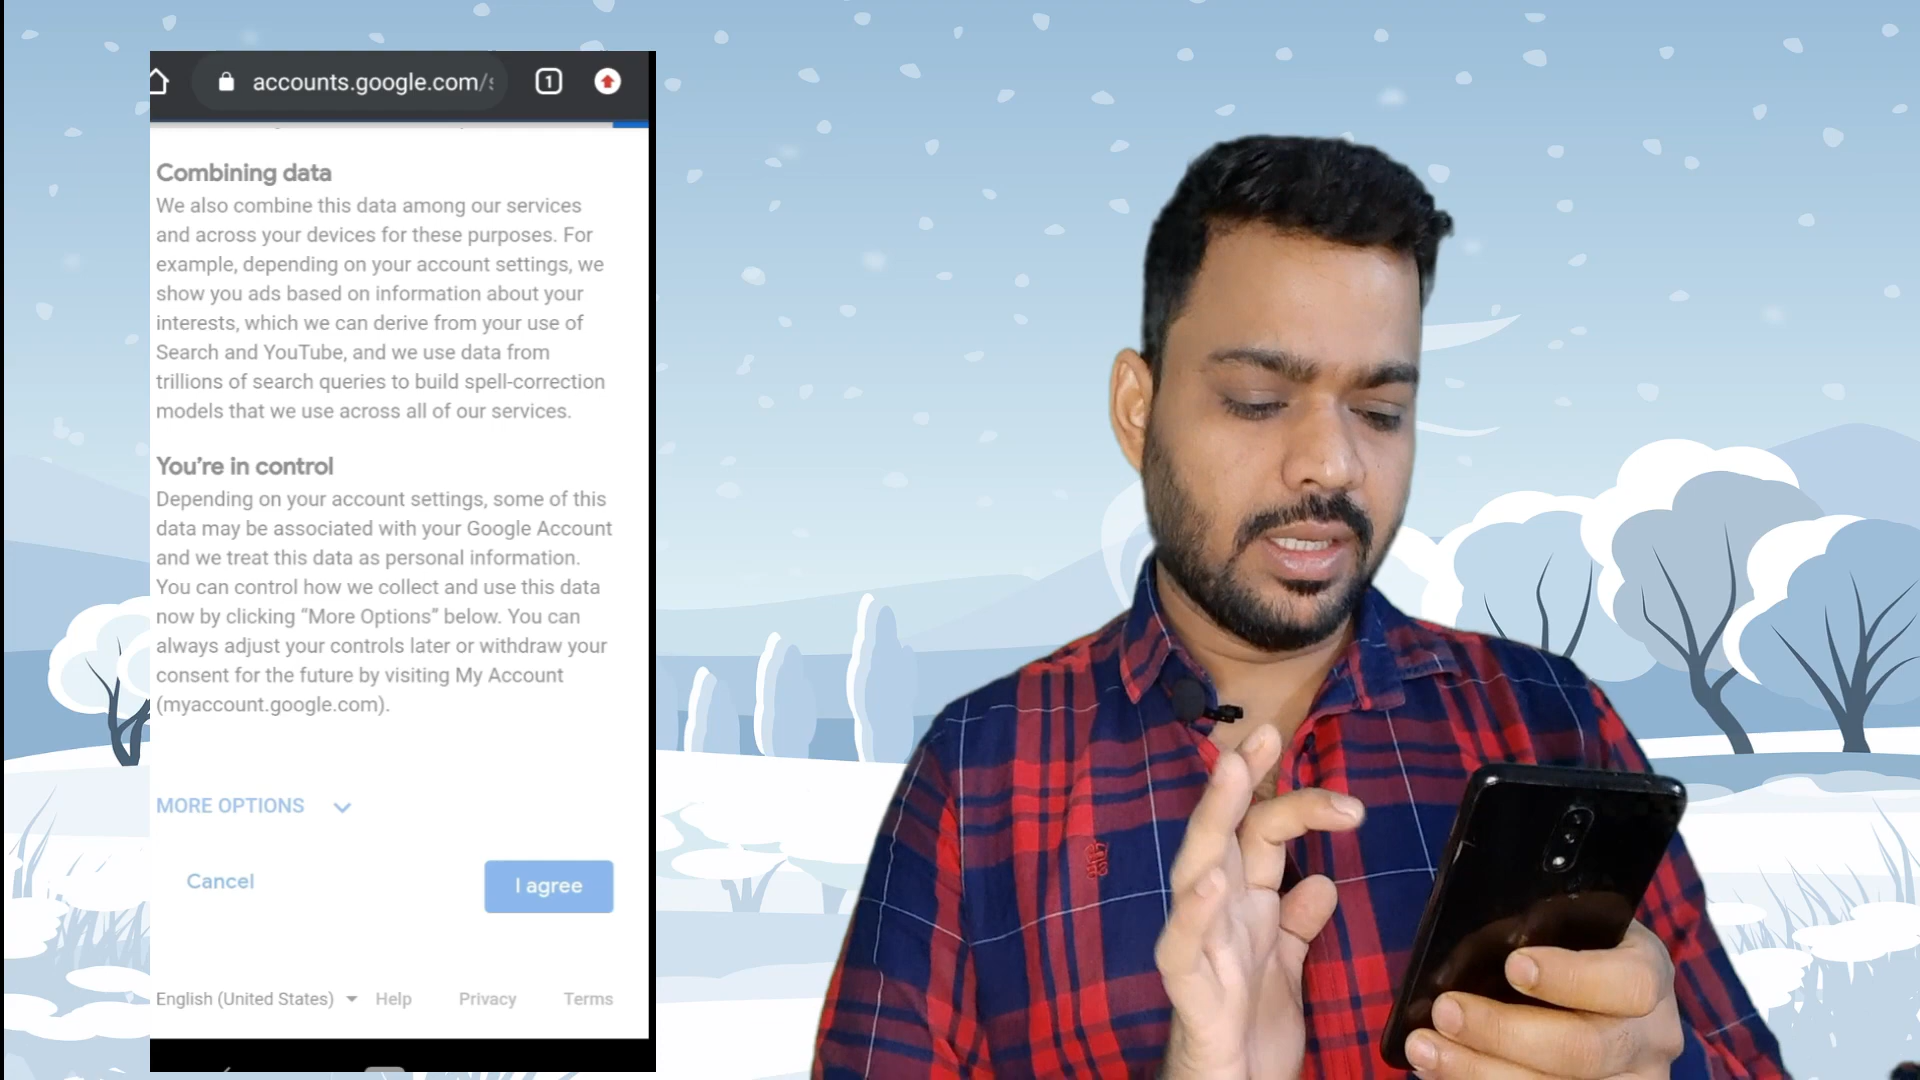 accounts.google.com/
1
Combining data
We also combine this data among our services
and across your devices for these purposes. For
example, depending on your account settings, we
show you ads based on information about your
interests, which we can derive from your use of
Search and YouTube, and we use data from
trillions of search queries to build spell-correction
models that we use across all of our services.
You're in control
Depending on your account settings, some of this
data may be associated with your Google Account
and we treat this data as personal information.
You can control how we collect and use this data
now by clicking "More Options" below. You can
always adjust your controls later or withdraw your
consent for the future by visiting My Account
(myaccount.google.com).
MORE OPTIONS
Cancel
I agree
English (United States)
Help
Privacy
Terms